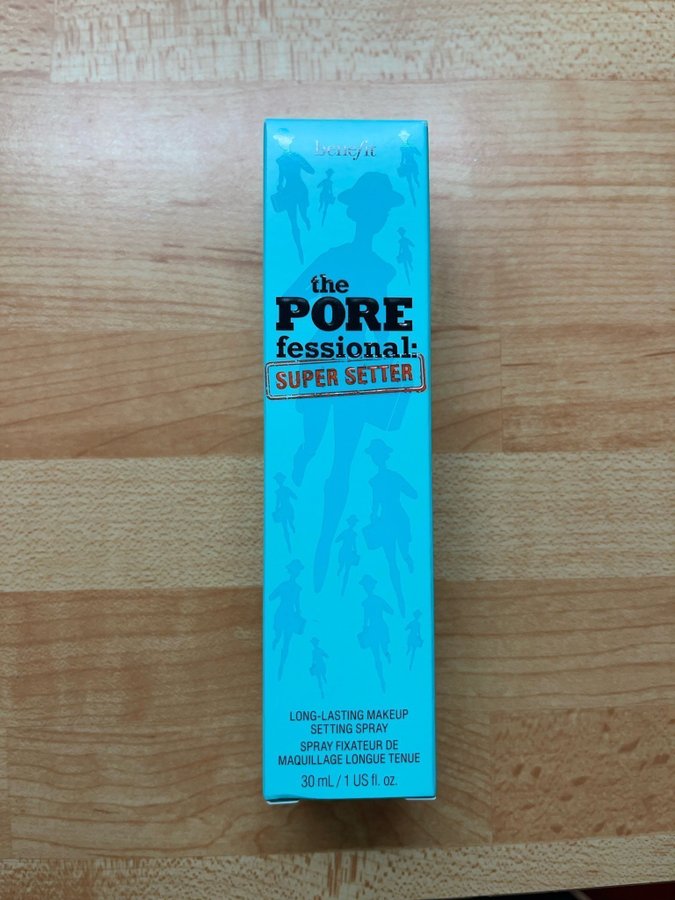 benefit
the
PORE
fessional:
SUPER SETTER
LONG-LASTING MAKEUP
SETTING SPRAY
SPRAY FIXATEUR DE
MAQUILLAGE LONGUE TENUE
30 mL / 1 US fl. oz.